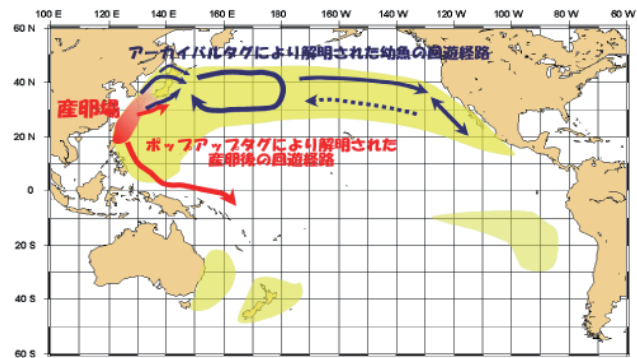 100 E 120 E 140 E 160 E 180 160 W 140 W 120 W 100 W 80 W 60 W
アーカイバルタグにより解明された幼魚の回遊経路
60 N
40 N
産卵場
20 N
ポップアップタグにより解明された
産卵後の回遊経路
0
20 S
40 S
60 S